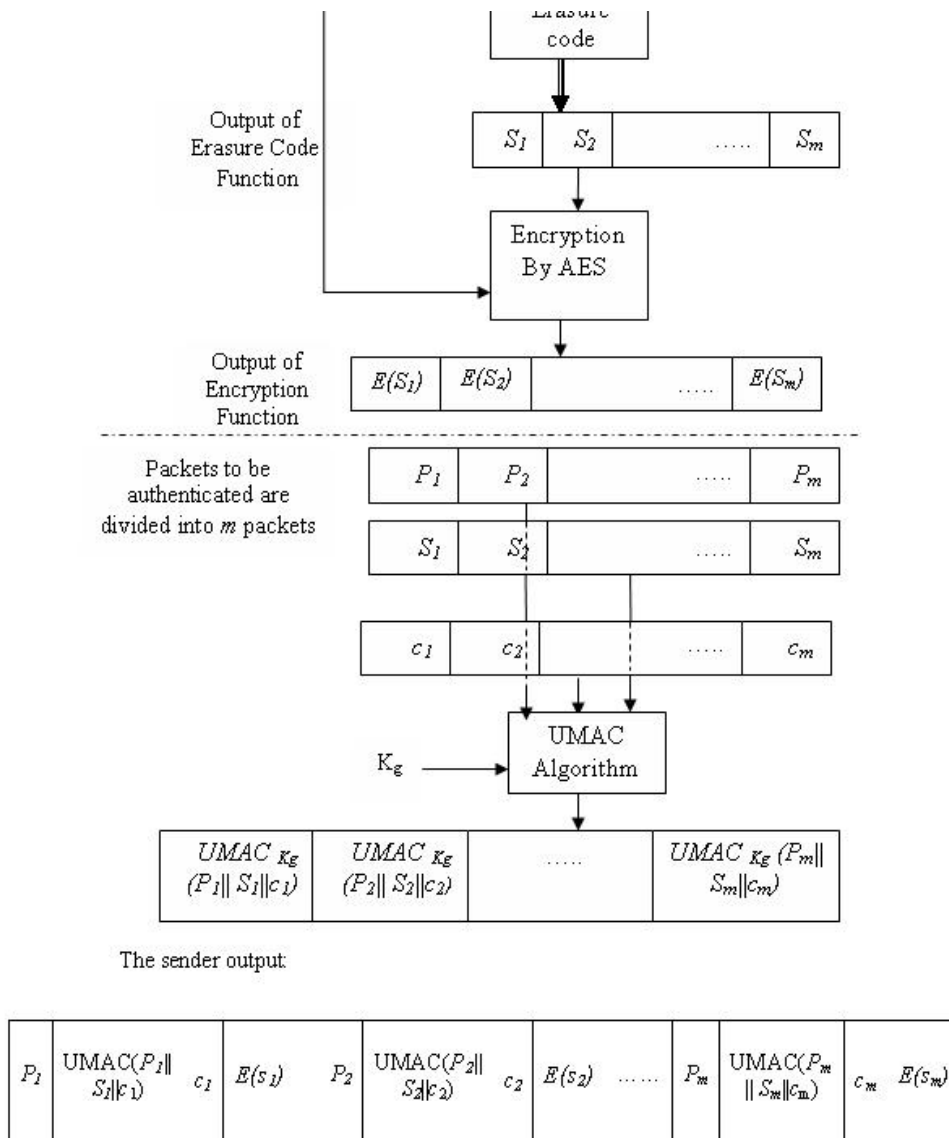 Erasure
code
Output of
Erasure Code
Function
S1 S2 ..... Sm
Encryption
By AES
Output of
Encryption
Function
E(S1) E(S2) ..... E(Sm)
Packets to be
authenticated are
divided into m packets
P1 P2 ..... Pm
S1 S2 ..... Sm
c1 c2 ..... cm
UMAC
Algorithm
Kg
UMAC Kg
(P1|| S1||c1)
UMAC Kg
(P2|| S2||c2)
.....
UMAC Kg (Pm||
Sm||cm)
The sender output:
P1
UMAC(P1||
S1||c1)
c1
E(s1)
P2
UMAC(P2||
S2||c2)
c2
E(s2)
......
Pm
UMAC(Pm
|| Sm||cm)
cm
E(sm)